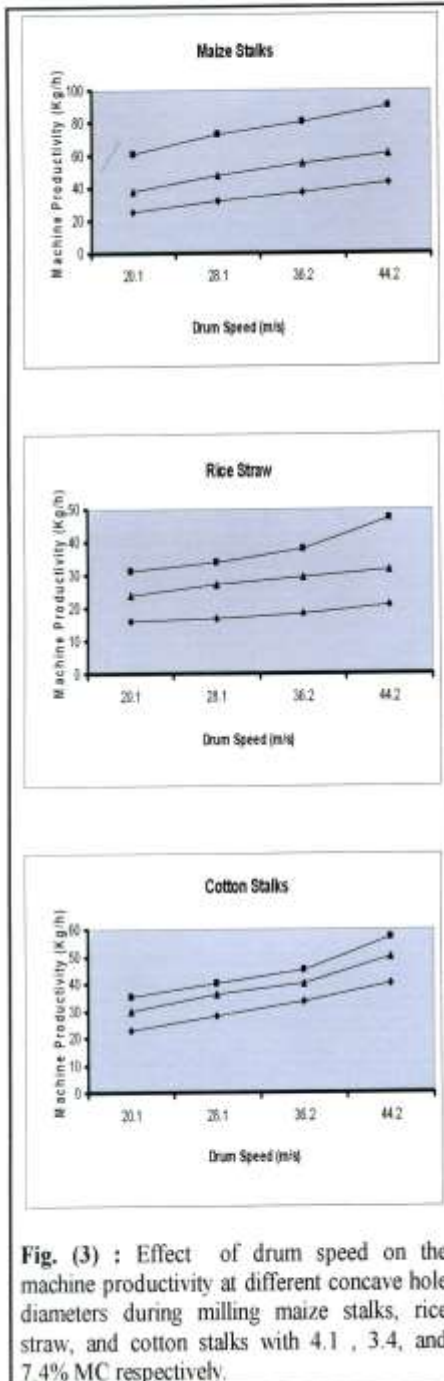 Maize Stalks
Machine Productivity (Kg/h)
100
80
60
40
20
0
20.1 28.1 36.2 44.2
Drum Speed (m/s)
Rice Straw
Machine Productivity (Kg/h)
50
40
30
20
10
0
20.1 28.1 36.2 44.2
Drum Speed (m/s)
Cotton Stalks
Machine Productivity (Kg/h)
60
50
40
30
20
10
0
20.1 28.1 36.2 44.2
Drum Speed (m/s)
Fig. (3) : Effect of drum speed on the
machine productivity at different concave hole
diameters during milling maize stalks, rice
straw, and cotton stalks with 4.1 , 3.4, and
7.4% MC respectively.